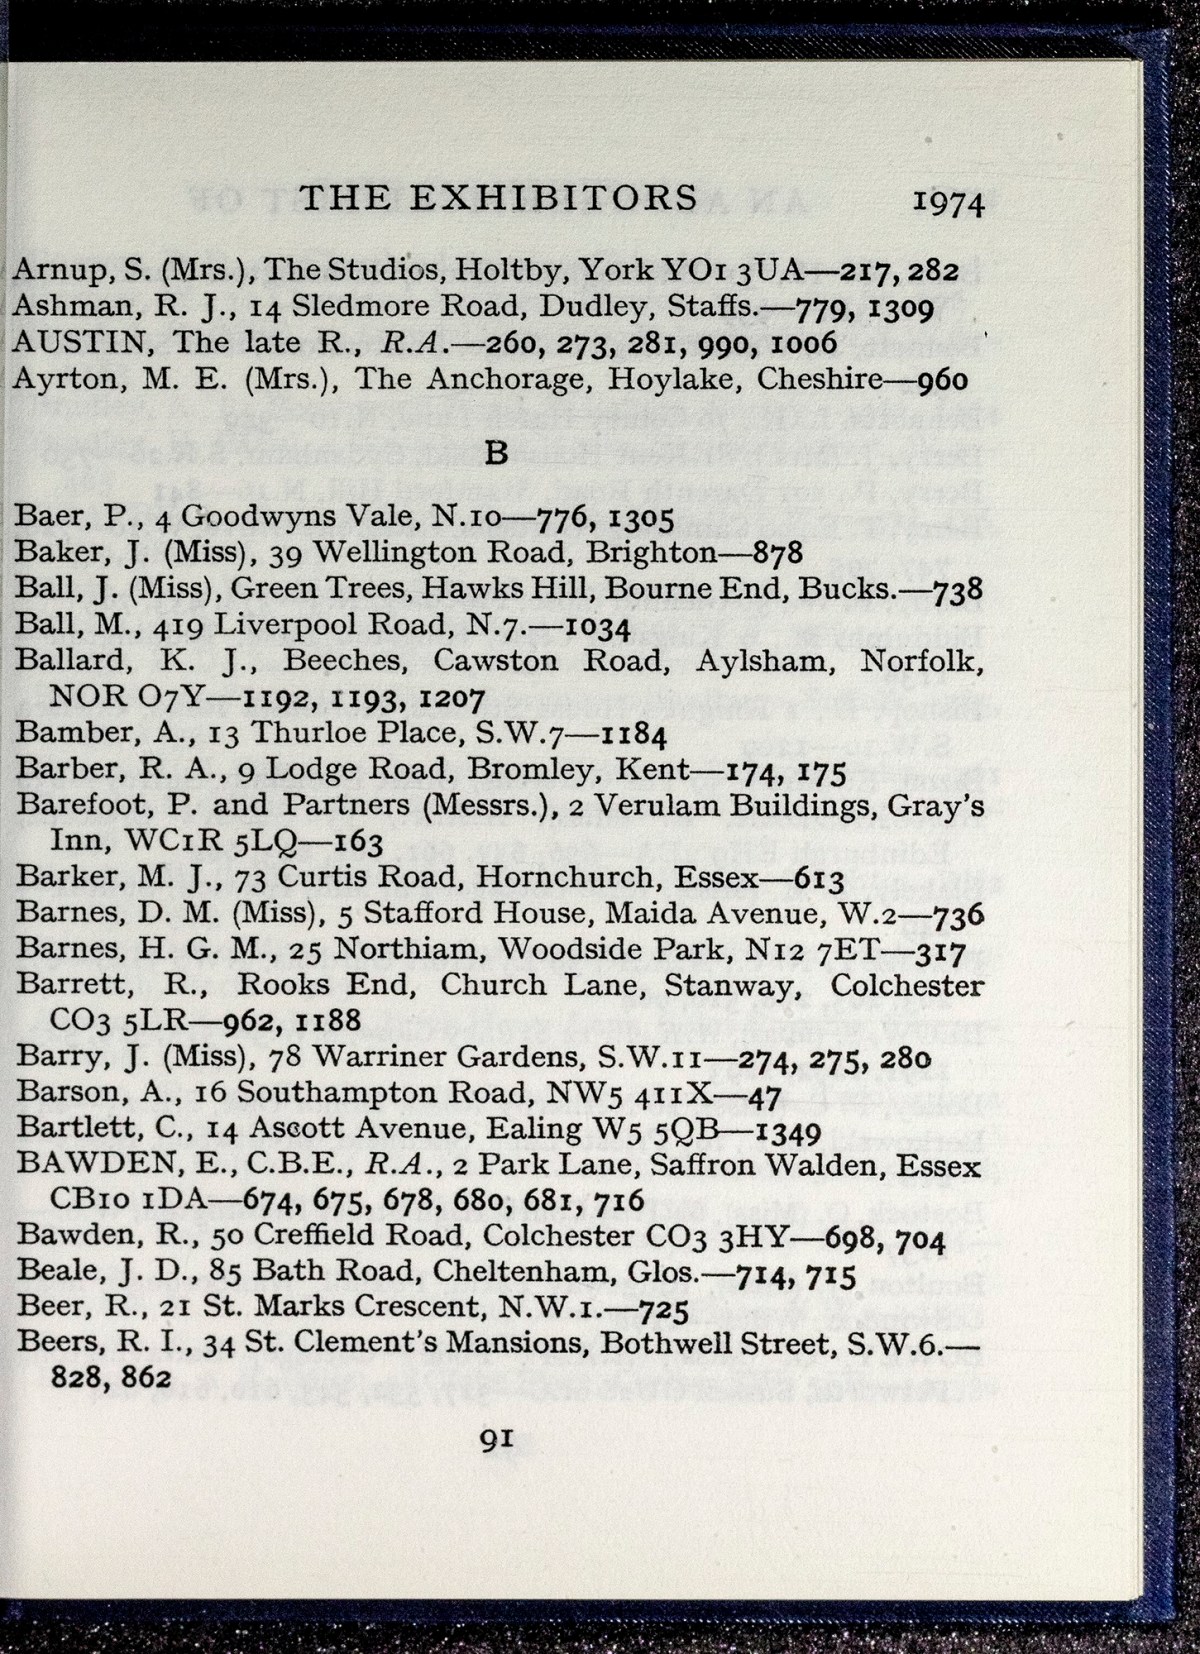 THE EXHIBITORS 1974
Arnup, S. (Mrs.), The Studios, Holtby, York YO1 3UA—217, 282
Ashman, R. J., 14 Sledmore Road, Dudley, Staffs.—779, 1309
AUSTIN, The late R., R.A.—260, 273, 281, 990, 1006
Ayrton, M. E. (Mrs.), The Anchorage, Hoylake, Cheshire—960
B
Baer, P., 4 Goodwyns Vale, N.10—776, 1305
Baker, J. (Miss), 39 Wellington Road, Brighton—878
Ball, J. (Miss), Green Trees, Hawks Hill, Bourne End, Bucks.—738
Ball, M., 419 Liverpool Road, N.7.—1034
Ballard, K. J., Beeches, Cawston Road, Aylsham, Norfolk,
NOR O7Y—1192, 1193, 1207
Bamber, A., 13 Thurloe Place, S.W.7—1184
Barber, R. A., 9 Lodge Road, Bromley, Kent—174, 175
Barefoot, P. and Partners (Messrs.), 2 Verulam Buildings, Gray's
Inn, WC1R 5LQ—163
Barker, M. J., 73 Curtis Road, Hornchurch, Essex—613
Barnes, D. M. (Miss), 5 Stafford House, Maida Avenue, W.2—736
Barnes, H. G. M., 25 Northiam, Woodside Park, N12 7ET—317
Barrett, R., Rooks End, Church Lane, Stanway, Colchester
CO3 5LR—962, 1188
Barry, J. (Miss), 78 Warriner Gardens, S.W.11—274, 275, 280
Barson, A., 16 Southampton Road, NW5 411X—47
Bartlett, C., 14 Ascott Avenue, Ealing W5 5QB—1349
BAWDEN, E., C.B.E., R.A., 2 Park Lane, Saffron Walden, Essex
CB10 1DA—674, 675, 678, 680, 681, 716
Bawden, R., 50 Creffield Road, Colchester CO3 3HY—698, 704
Beale, J. D., 85 Bath Road, Cheltenham, Glos.—714, 715
Beer, R., 21 St. Marks Crescent, N.W.1.—725
Beers, R. I., 34 St. Clement's Mansions, Bothwell Street, S.W.6.—
828, 862
91